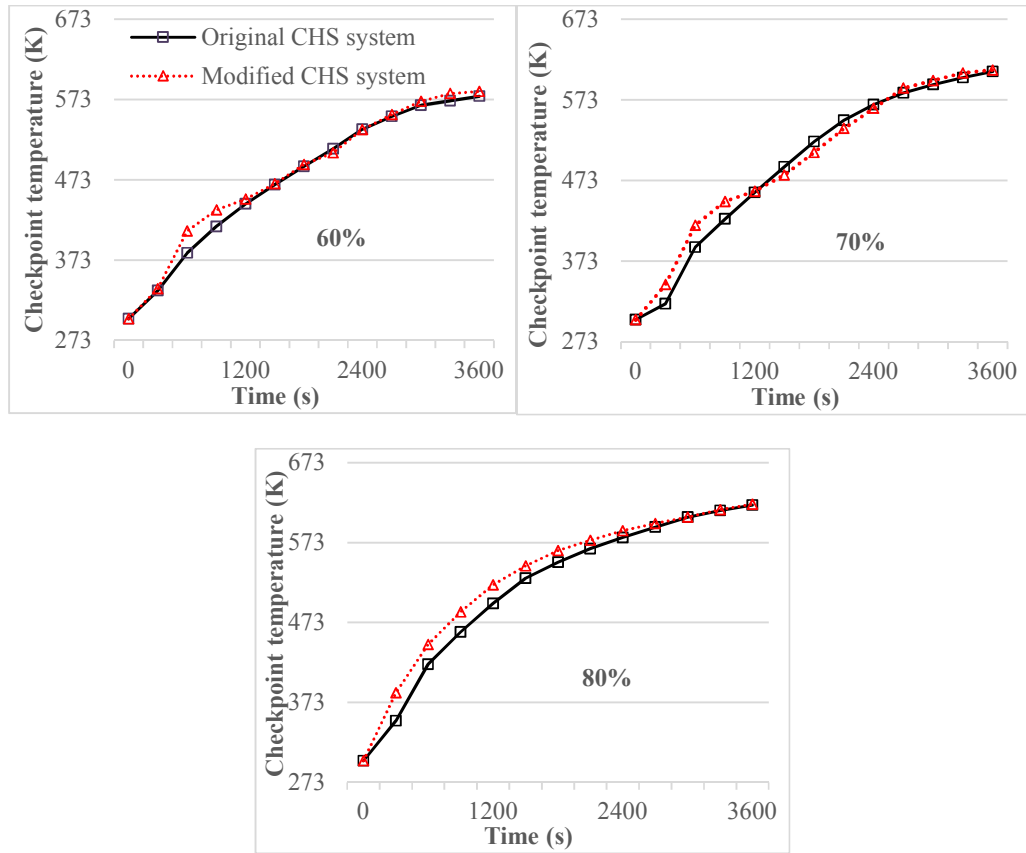 673
573
473
373
273
Checkpoint temperature (K)
Original CHS system
Modified CHS system
60%
0 1200 2400 3600
Time (s)
673
573
473
373
273
Checkpoint temperature (K)
70%
0 1200 2400 3600
Time (s)
673
573
473
373
273
Checkpoint temperature (K)
80%
0 1200 2400 3600
Time (s)